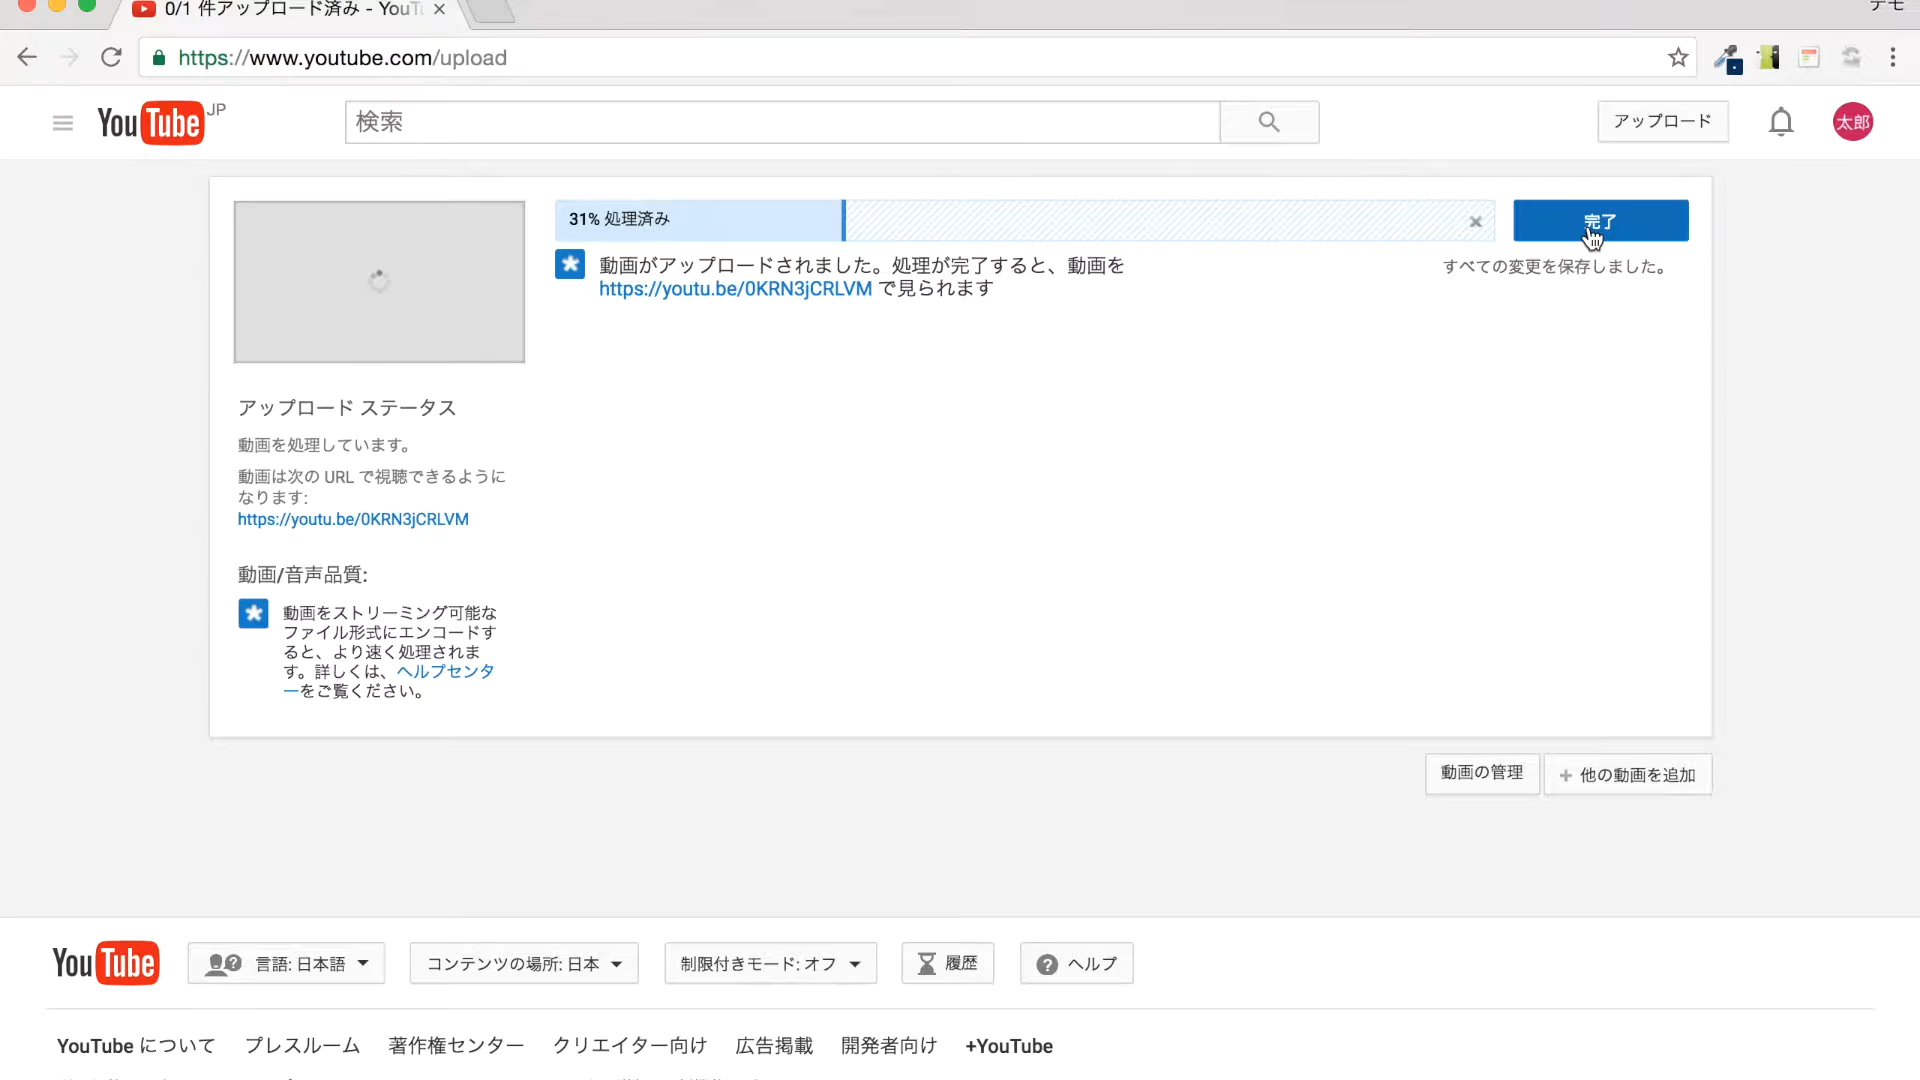 デモ
0/1 件アップロード済み - YouTu
https://www.youtube.com/upload
YouTube JP
検索
アップロード
太郎
31% 処理済み
完了
動画がアップロードされました。処理が完了すると、動画を
https://youtu.be/0KRN3jCRLVM で見られます
すべての変更を保存しました。
アップロード ステータス
動画を処理しています。
動画は次の URL で視聴できるように
なります:
https://youtu.be/0KRN3jCRLVM
動画/音声品質:
動画をストリーミング可能な
ファイル形式にエンコードす
ると、より速く処理されま
す。詳しくは、ヘルプセンタ
ーをご覧ください。
動画の管理
+ 他の動画を追加
YouTube
言語: 日本語
コンテンツの場所: 日本
制限付きモード: オフ
履歴
ヘルプ
YouTube について プレスルーム 著作権センター クリエイター向け 広告掲載 開発者向け +YouTube